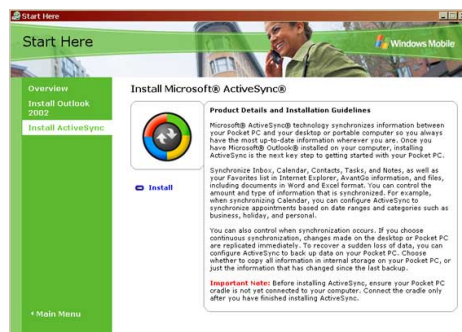 Start Here
Start Here
Windows Mobile
Overview
Install Outlook
2002
Install ActiveSync
Install Microsoft® ActiveSync®
Product Details and Installation Guidelines
Microsoft® ActiveSync® technology synchronizes information between
your Pocket PC and your desktop or portable computer so you always
have the most up-to-date information wherever you are. Once you
have Microsoft® Outlook® installed on your computer, installing
ActiveSync is the next key step to getting started with your Pocket PC.
Synchronize Inbox, Calendar, Contacts, Tasks, and Notes, as well as
your Favorites list in Internet Explorer, AvantGo information, and files,
including documents in Word and Excel format. You can control the
amount and type of information that is synchronized. For example,
when synchronizing Calendar, you can configure ActiveSync to
synchronize appointments based on date ranges and categories such as
business, holiday, and personal.
Install
You can also control when synchronization occurs. If you choose
continuous synchronization, changes made on the desktop or Pocket PC
are replicated immediately. To recover a sudden loss of data, you can
configure ActiveSync to back up data on your Pocket PC. Choose
whether to copy all information in internal storage on your Pocket PC, or
just the information that has changed since the last backup.
Important Note: Before installing ActiveSync, ensure your Pocket PC
cradle is not yet connected to your computer. Connect the cradle only
after you have finished installing ActiveSync.
Main Menu